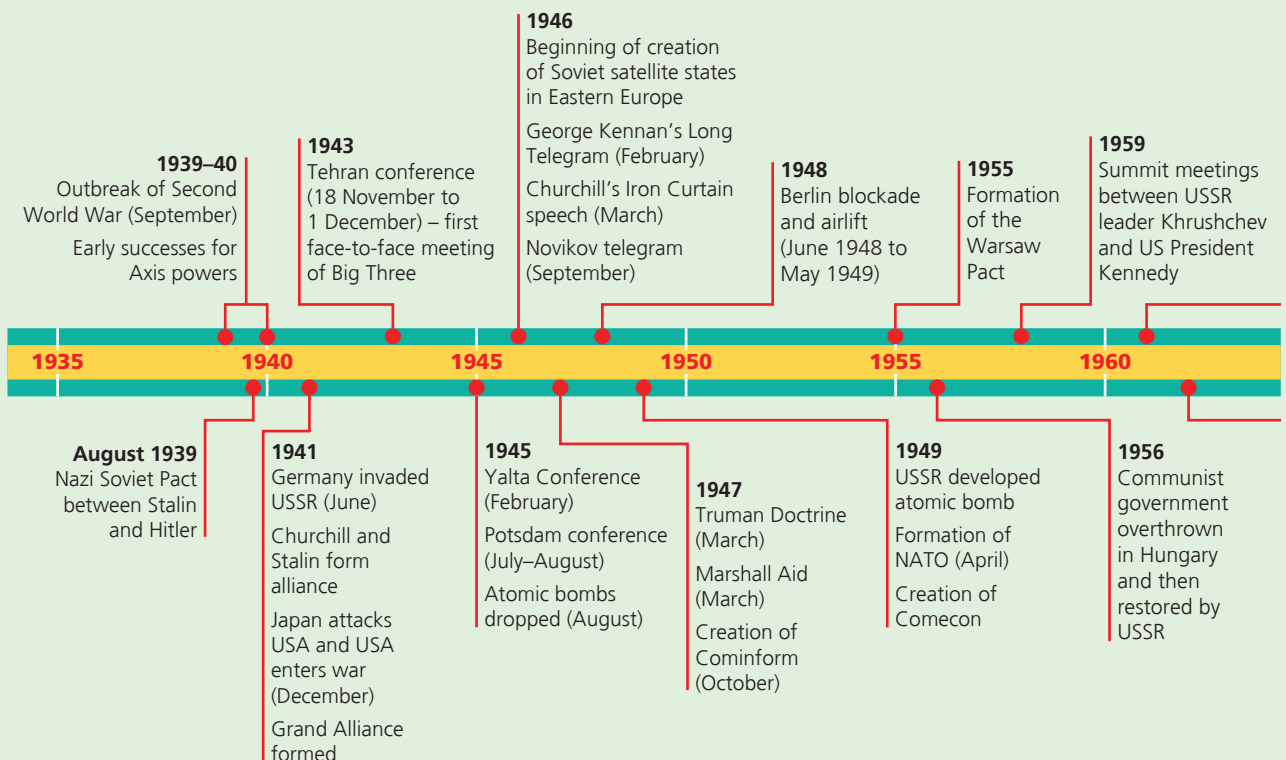 1946
Beginning of creation
of Soviet satellite states
in Eastern Europe
George Kennan’s Long
Telegram (February)
Churchill’s Iron Curtain
speech (March)
Novikov telegram
(September)
1939–40
Outbreak of Second
World War (September)
Early successes for
Axis powers
1943
Tehran conference
(18 November to
1 December) – first
face-to-face meeting
of Big Three
1948
Berlin blockade
and airlift
(June 1948 to
May 1949)
1955
Formation
of the
Warsaw
Pact
1959
Summit meetings
between USSR
leader Khrushchev
and US President
Kennedy
1935
1940
1945
1950
1955
1960
August 1939
Nazi Soviet Pact
between Stalin
and Hitler
1941
Germany invaded
USSR (June)
Churchill and
Stalin form
alliance
Japan attacks
USA and USA
enters war
(December)
Grand Alliance
formed
1945
Yalta Conference
(February)
Potsdam conference
(July–August)
Atomic bombs
dropped (August)
1947
Truman Doctrine
(March)
Marshall Aid
(March)
Creation of
Cominform
(October)
1949
USSR developed
atomic bomb
Formation of
NATO (April)
Creation of
Comecon
1956
Communist
government
overthrown
in Hungary
and then
restored by
USSR